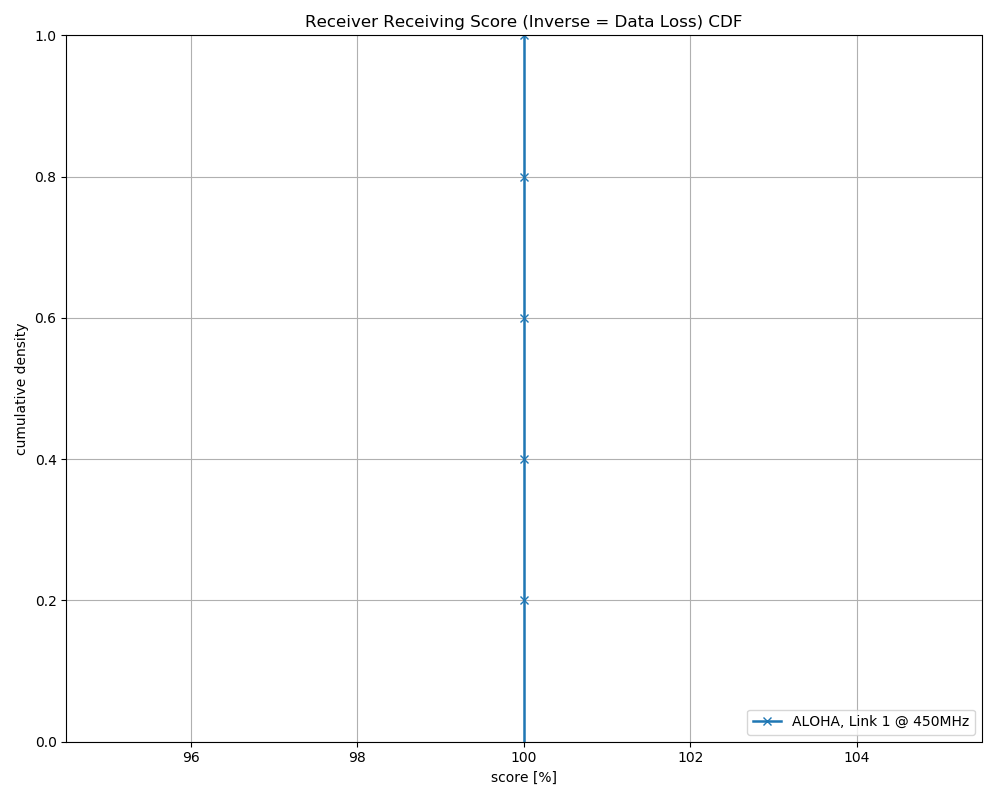 Receiver Receiving Score (Inverse = Data Loss) CDF
1.0
0.8
0.6
0.4
0.2
0.0
cumulative density
96 98 100 102 104
score [%]
ALOHA, Link 1 @ 450MHz